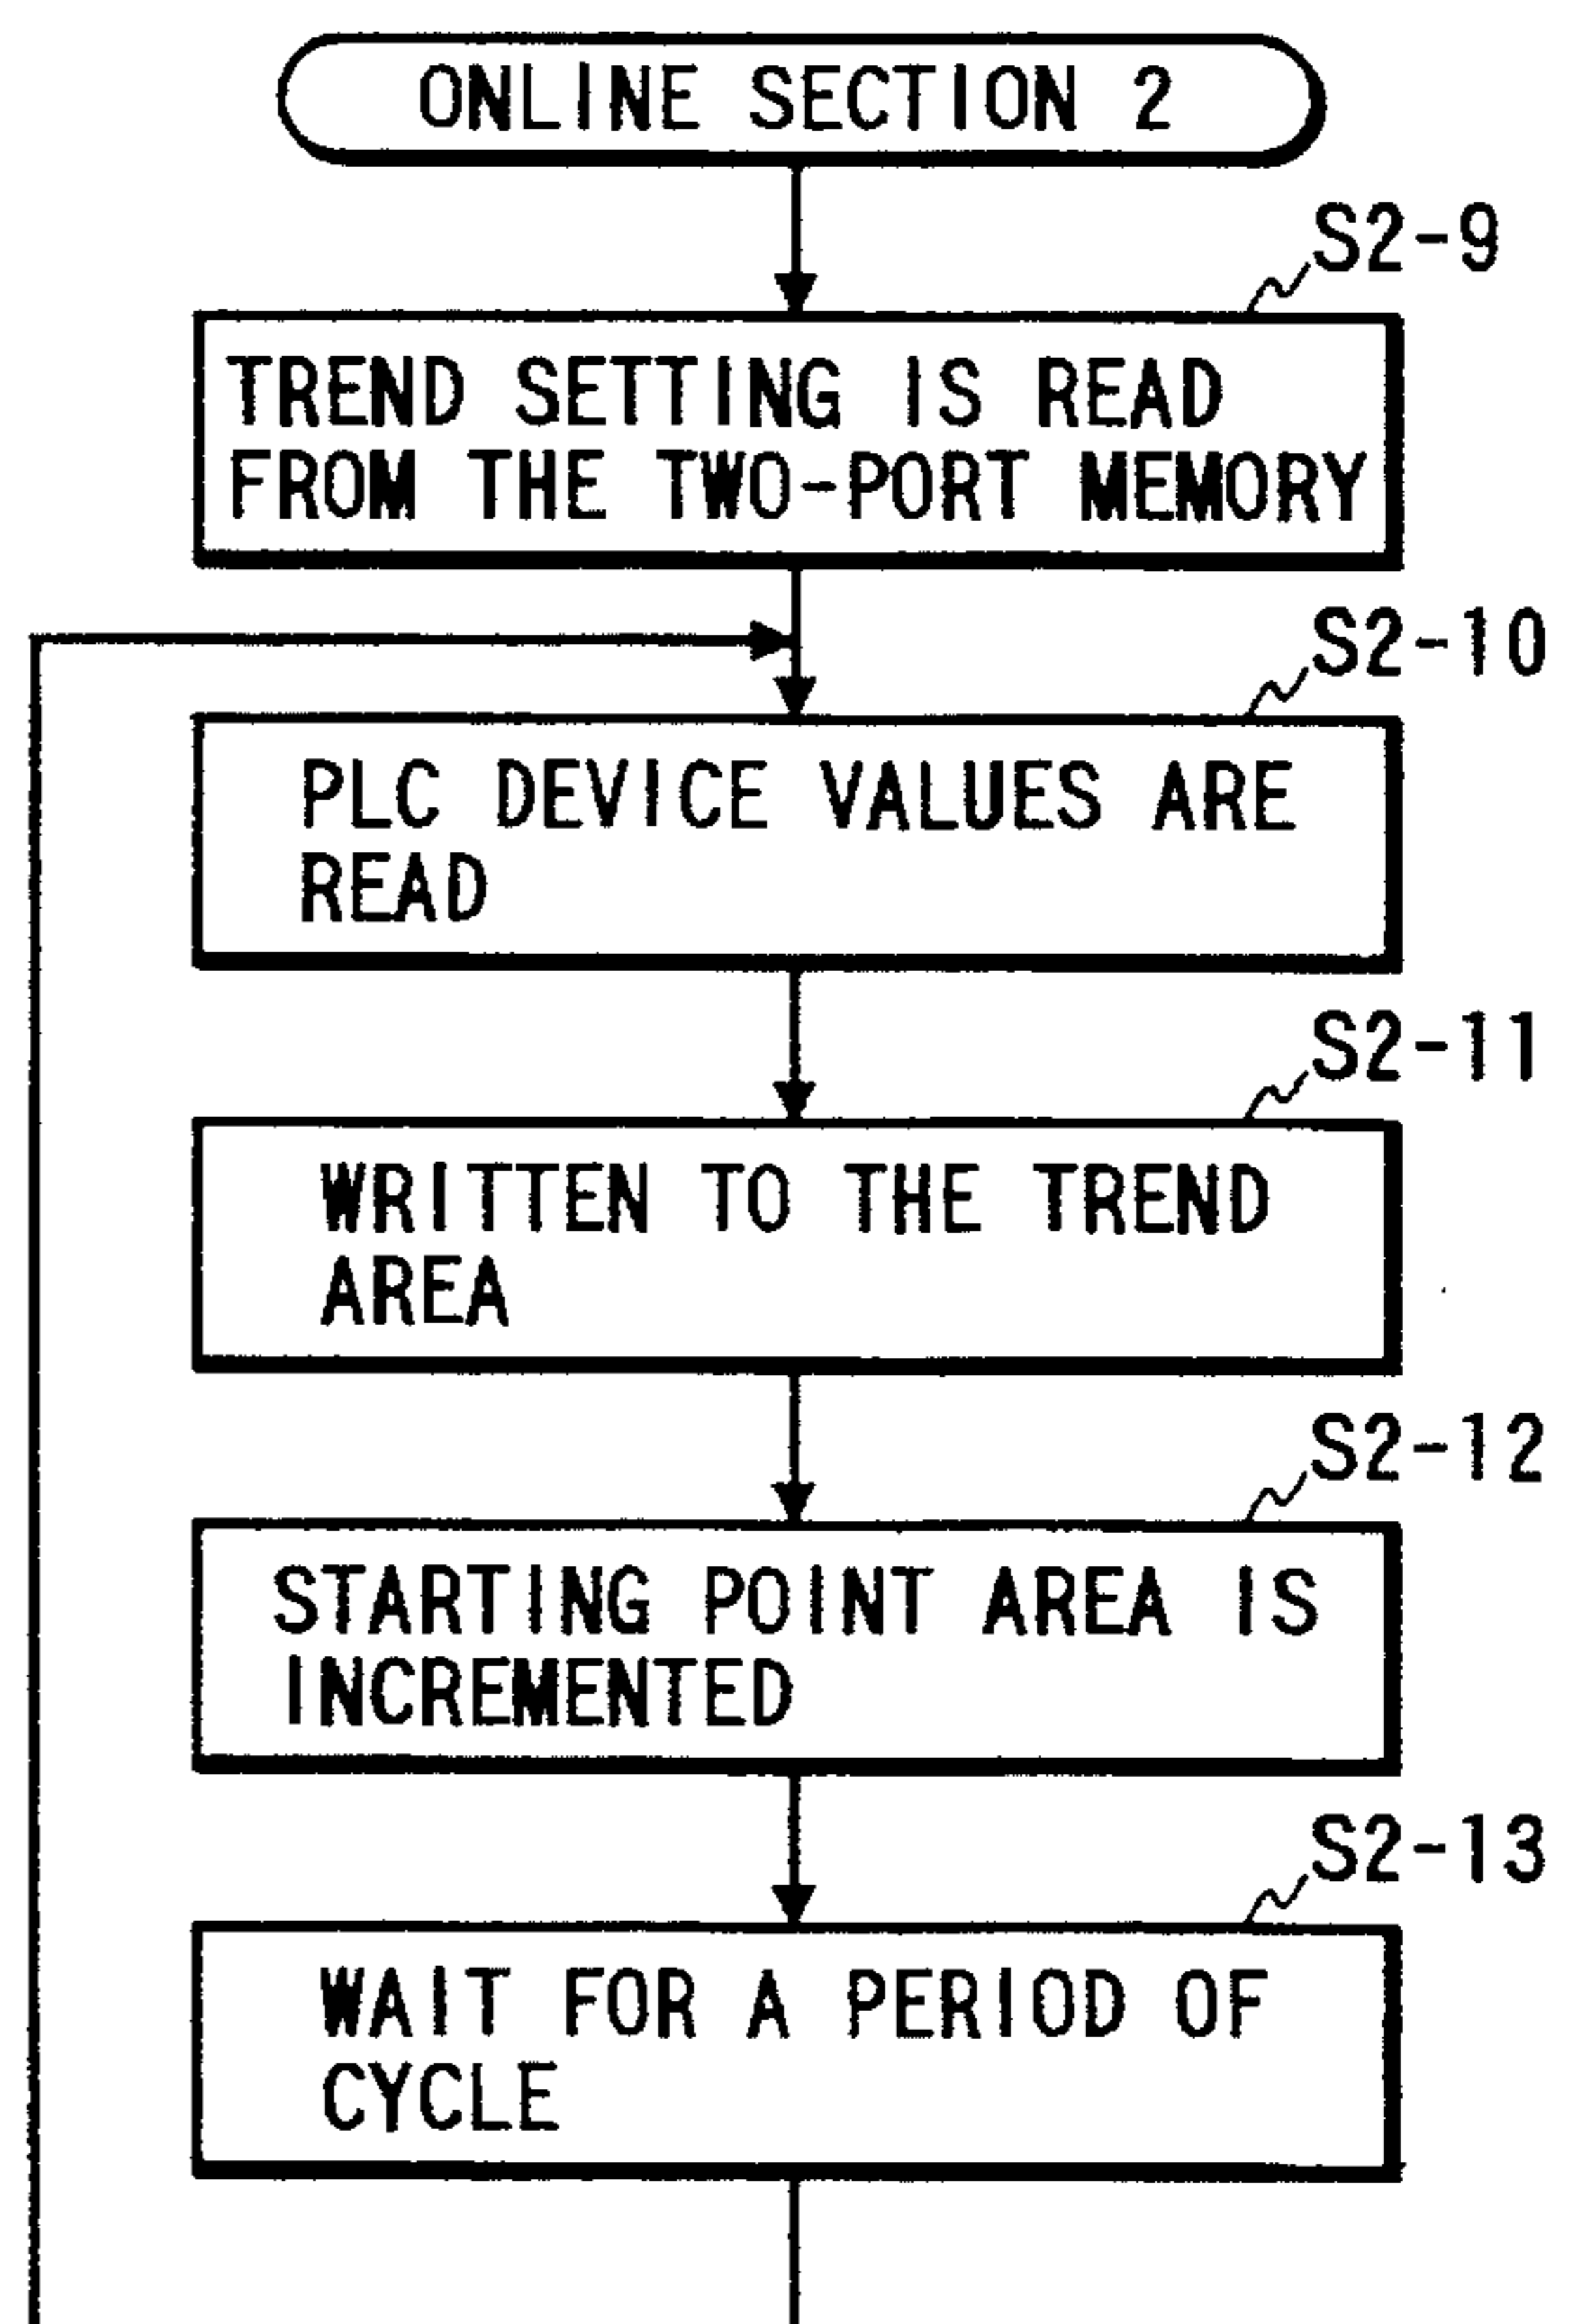 ONLINE SECTION 2
S2-9
TREND SETTING IS READ
FROM THE TWO-PORT MEMORY
S2-10
PLC DEVICE VALUES ARE
READ
S2-11
WRITTEN TO THE TREND
AREA
S2-12
STARTING POINT AREA IS
INCREMENTED
S2-13
WAIT FOR A PERIOD OF
CYCLE